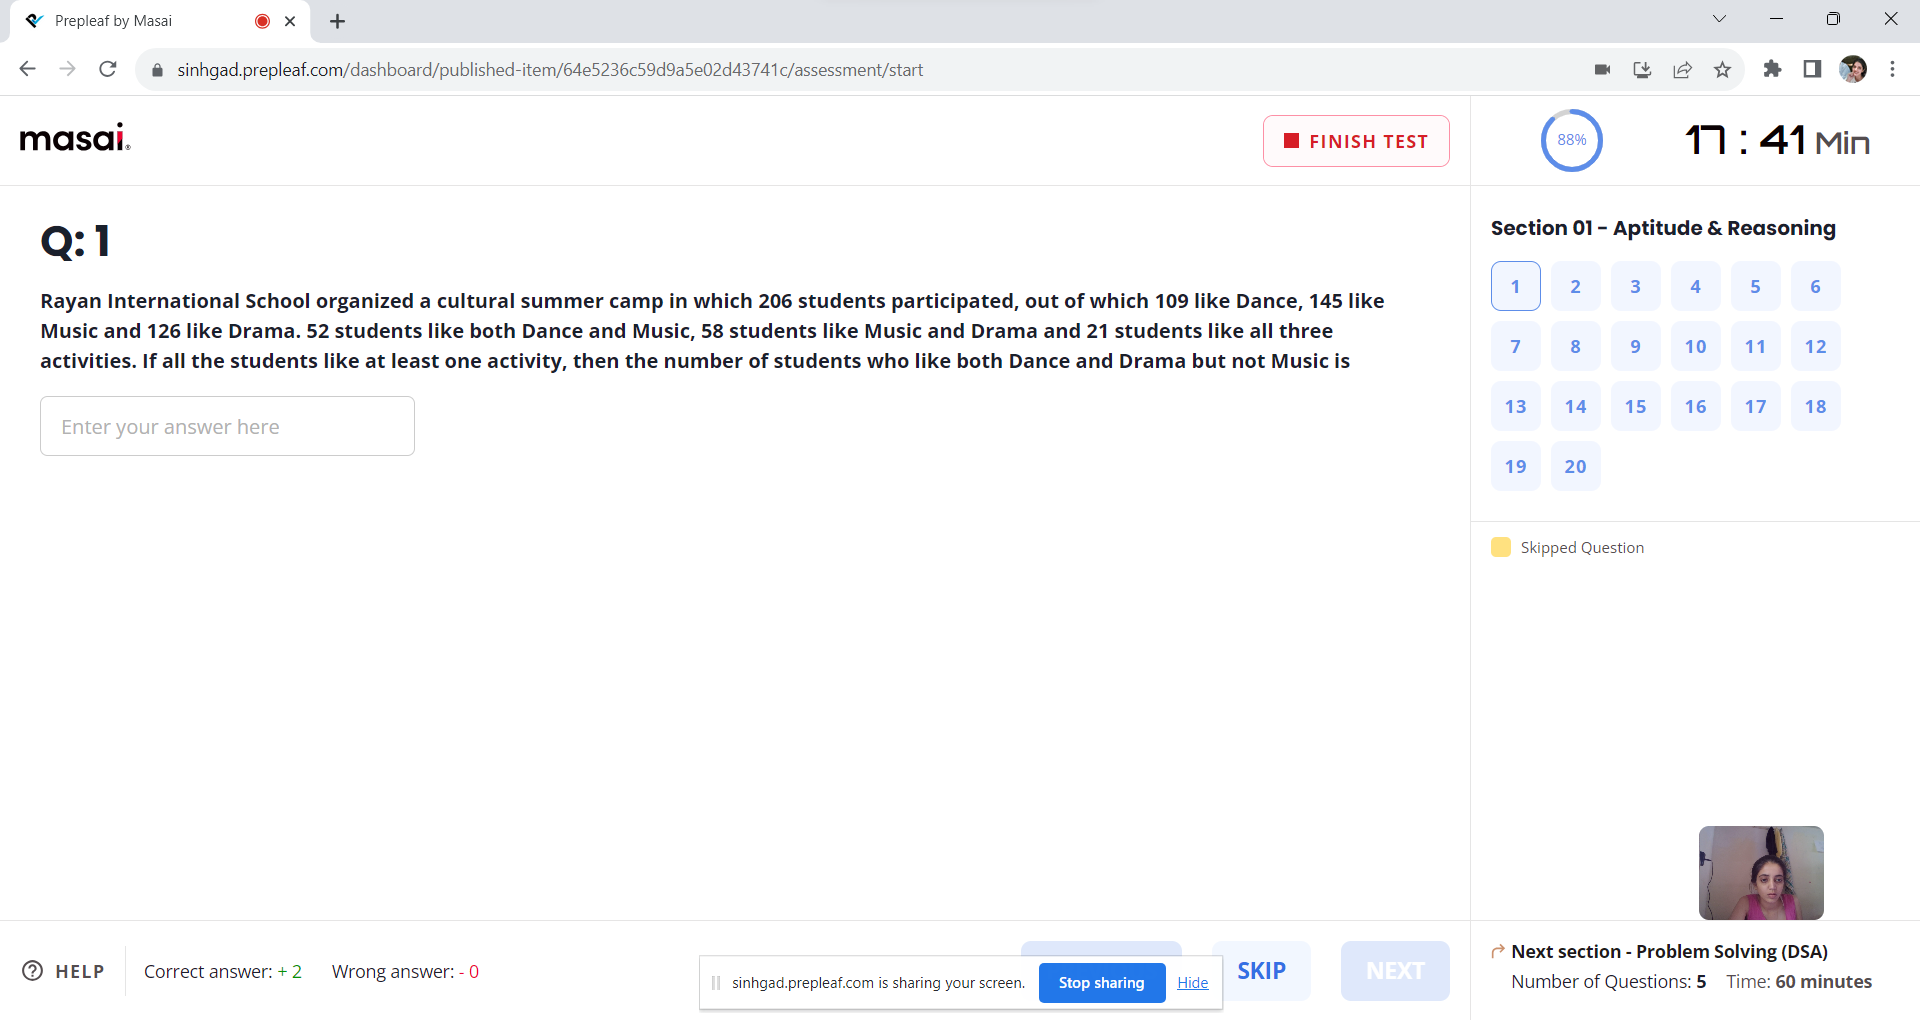 Prepleaf by Masai
sinhgad.prepleaf.com/dashboard/published-item/64e5236c59d9a5e02d43741c/assessment/start
masai.
FINISH TEST
88%
17 : 41 Min
Q: 1
Rayan International School organized a cultural summer camp in which 206 students participated, out of which 109 like Dance, 145 like
Music and 126 like Drama. 52 students like both Dance and Music, 58 students like Music and Drama and 21 students like all three
activities. If all the students like at least one activity, then the number of students who like both Dance and Drama but not Music is
Enter your answer here
Section 01 - Aptitude & Reasoning
1 2 3 4 5 6
7 8 9 10 11 12
13 14 15 16 17 18
19 20
Skipped Question
HELP
Correct answer: + 2 Wrong answer: - 0
sinhgad.prepleaf.com is sharing your screen. Stop sharing Hide
SKIP
NEXT
Next section - Problem Solving (DSA)
Number of Questions: 5 Time: 60 minutes